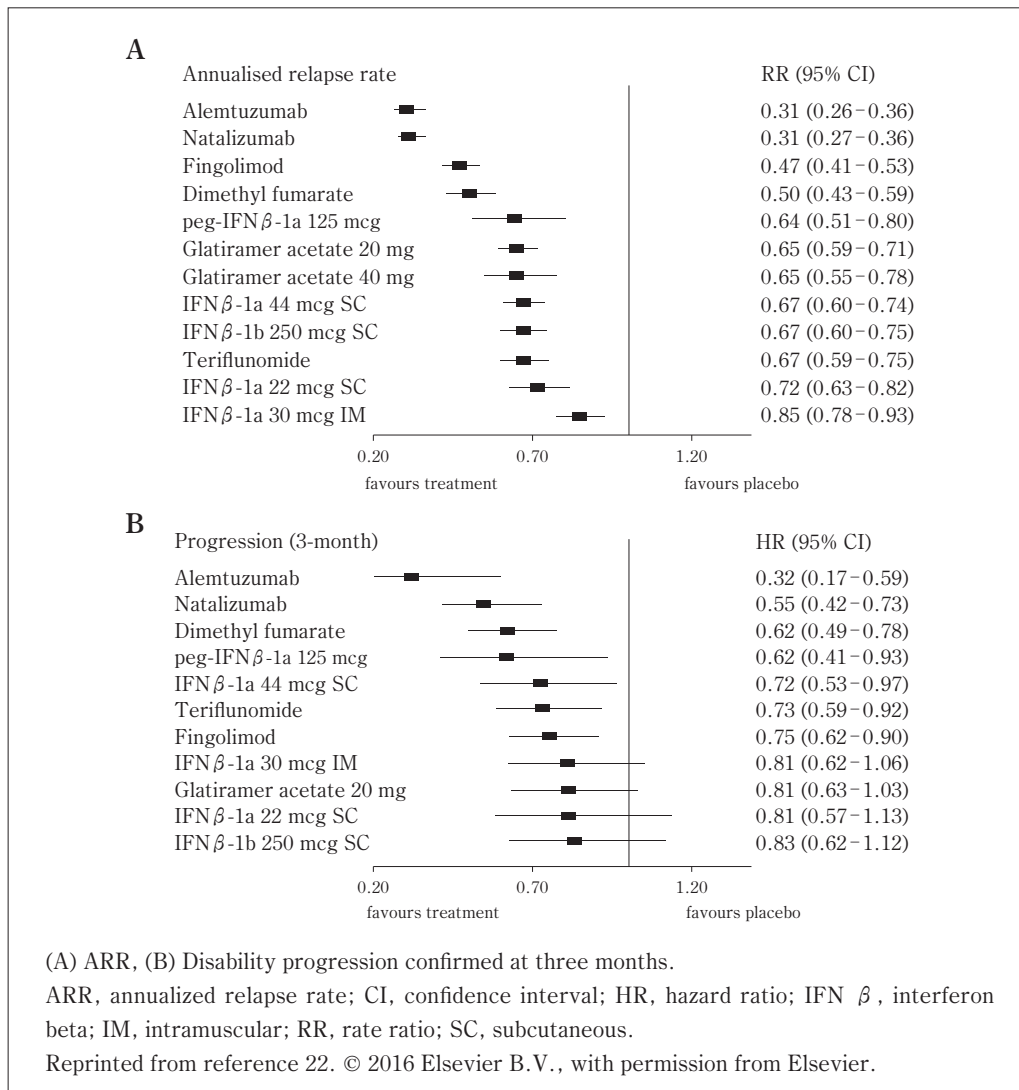 A
Annualised relapse rate RR (95% CI)
Alemtuzumab 0.31 (0.26-0.36)
Natalizumab 0.31 (0.27-0.36)
Fingolimod 0.47 (0.41-0.53)
Dimethyl fumarate 0.50 (0.43-0.59)
peg-IFNβ-1a 125 mcg 0.64 (0.51-0.80)
Glatiramer acetate 20 mg 0.65 (0.59-0.71)
Glatiramer acetate 40 mg 0.65 (0.55-0.78)
IFNβ-1a 44 mcg SC 0.67 (0.60-0.74)
IFNβ-1b 250 mcg SC 0.67 (0.60-0.75)
Teriflunomide 0.67 (0.59-0.75)
IFNβ-1a 22 mcg SC 0.72 (0.63-0.82)
IFNβ-1a 30 mcg IM 0.85 (0.78-0.93)
0.20 0.70 1.20
favours treatment favours placebo
B
Progression (3-month) HR (95% CI)
Alemtuzumab 0.32 (0.17-0.59)
Natalizumab 0.55 (0.42-0.73)
Dimethyl fumarate 0.62 (0.49-0.78)
peg-IFNβ-1a 125 mcg 0.62 (0.41-0.93)
IFNβ-1a 44 mcg SC 0.72 (0.53-0.97)
Teriflunomide 0.73 (0.59-0.92)
Fingolimod 0.75 (0.62-0.90)
IFNβ-1a 30 mcg IM 0.81 (0.62-1.06)
Glatiramer acetate 20 mg 0.81 (0.63-1.03)
IFNβ-1a 22 mcg SC 0.81 (0.57-1.13)
IFNβ-1b 250 mcg SC 0.83 (0.62-1.12)
0.20 0.70 1.20
favours treatment favours placebo
(A) ARR, (B) Disability progression confirmed at three months.
ARR, annualized relapse rate; CI, confidence interval; HR, hazard ratio; IFN β, interferon
beta; IM, intramuscular; RR, rate ratio; SC, subcutaneous.
Reprinted from reference 22. © 2016 Elsevier B.V., with permission from Elsevier.